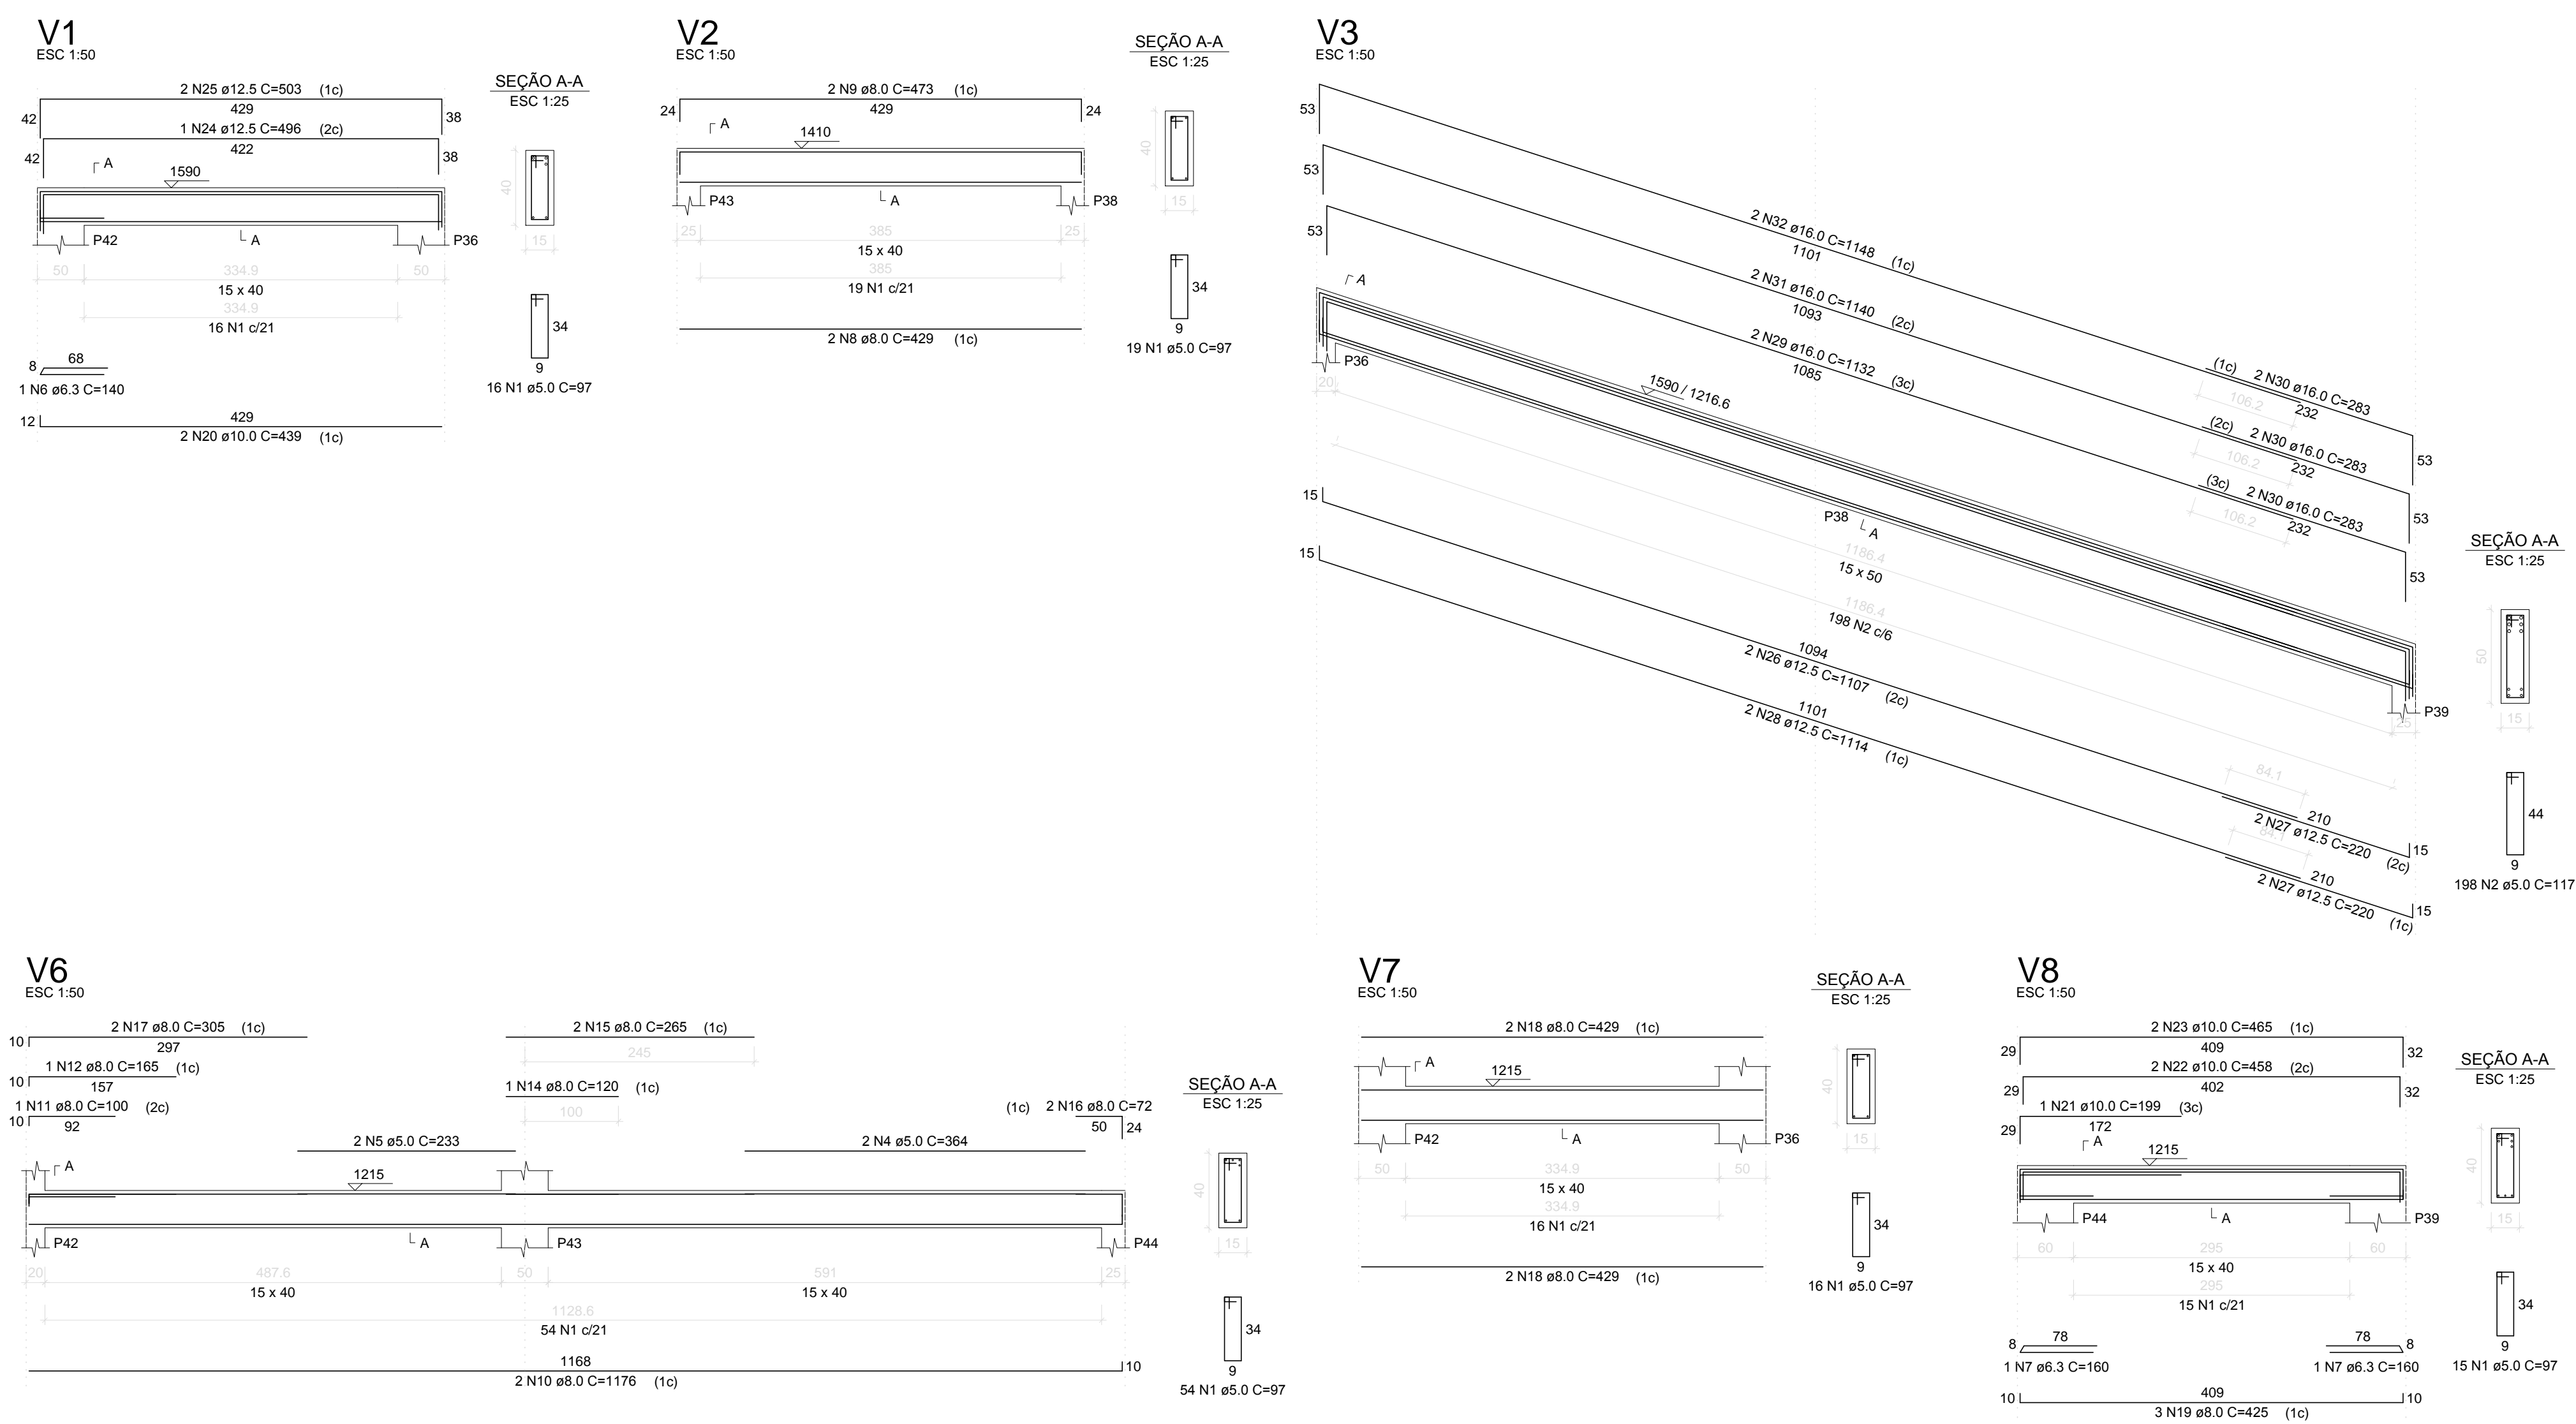 V1
ESC 1:50
2 N25 ø12.5 C=503 (1c)
429
42
38
1 N24 ø12.5 C=496 (2c)
422
42
38
A
1590
P42
A
P36
50
334.9
50
15 x 40
334.9
16 N1 c/21
68
8
1 N6 ø6.3 C=140
429
12
2 N20 ø10.0 C=439 (1c)
SEÇÃO A-A
ESC 1:25
40
15
34
9
16 N1 ø5.0 C=97
V2
ESC 1:50
2 N9 ø8.0 C=473 (1c)
24
429
24
A
1410
P43
A
P38
25
385
25
15 x 40
385
19 N1 c/21
2 N8 ø8.0 C=429 (1c)
SEÇÃO A-A
ESC 1:25
40
15
34
9
19 N1 ø5.0 C=97
V3
ESC 1:50
53
2 N32 ø16.0 C=1148 (1c)
1101
53
2 N31 ø16.0 C=1140 (2c)
1093
53
2 N29 ø16.0 C=1132 (3c)
1085
(1c) 2 N30 ø16.0 C=283
106.2
232
53
(2c) 2 N30 ø16.0 C=283
106.2
232
53
(3c) 2 N30 ø16.0 C=283
106.2
232
53
A
P36
20
1590 / 1216.6
P38
A
1186.4
15 x 50
1186.4
198 N2 c/6
P39
25
15
1094
2 N26 ø12.5 C=1107 (2c)
15
1101
2 N28 ø12.5 C=1114 (1c)
84.1
210
2 N27 ø12.5 C=220 (2c)
15
84.1
210
2 N27 ø12.5 C=220 (1c)
15
SEÇÃO A-A
ESC 1:25
50
15
44
9
198 N2 ø5.0 C=117
V6
ESC 1:50
2 N17 ø8.0 C=305 (1c)
10
297
1 N12 ø8.0 C=165 (1c)
10
157
1 N11 ø8.0 C=100 (2c)
10
92
2 N15 ø8.0 C=265 (1c)
245
1 N14 ø8.0 C=120 (1c)
100
(1c) 2 N16 ø8.0 C=72
50
24
2 N5 ø5.0 C=233
2 N4 ø5.0 C=364
A
1215
P42
A
P43
P44
20
487.6
50
591
25
15 x 40
15 x 40
1128.6
54 N1 c/21
1168
10
2 N10 ø8.0 C=1176 (1c)
SEÇÃO A-A
ESC 1:25
40
15
34
9
54 N1 ø5.0 C=97
V7
ESC 1:50
2 N18 ø8.0 C=429 (1c)
A
1215
P42
A
P36
50
334.9
50
15 x 40
334.9
16 N1 c/21
2 N18 ø8.0 C=429 (1c)
SEÇÃO A-A
ESC 1:25
40
15
34
9
16 N1 ø5.0 C=97
V8
ESC 1:50
2 N23 ø10.0 C=465 (1c)
29
409
32
2 N22 ø10.0 C=458 (2c)
29
402
32
1 N21 ø10.0 C=199 (3c)
29
172
A
1215
P44
A
P39
60
295
60
15 x 40
295
15 N1 c/21
78
8
1 N7 ø6.3 C=160
78
8
1 N7 ø6.3 C=160
10
409
10
3 N19 ø8.0 C=425 (1c)
SEÇÃO A-A
ESC 1:25
40
15
34
9
15 N1 ø5.0 C=97